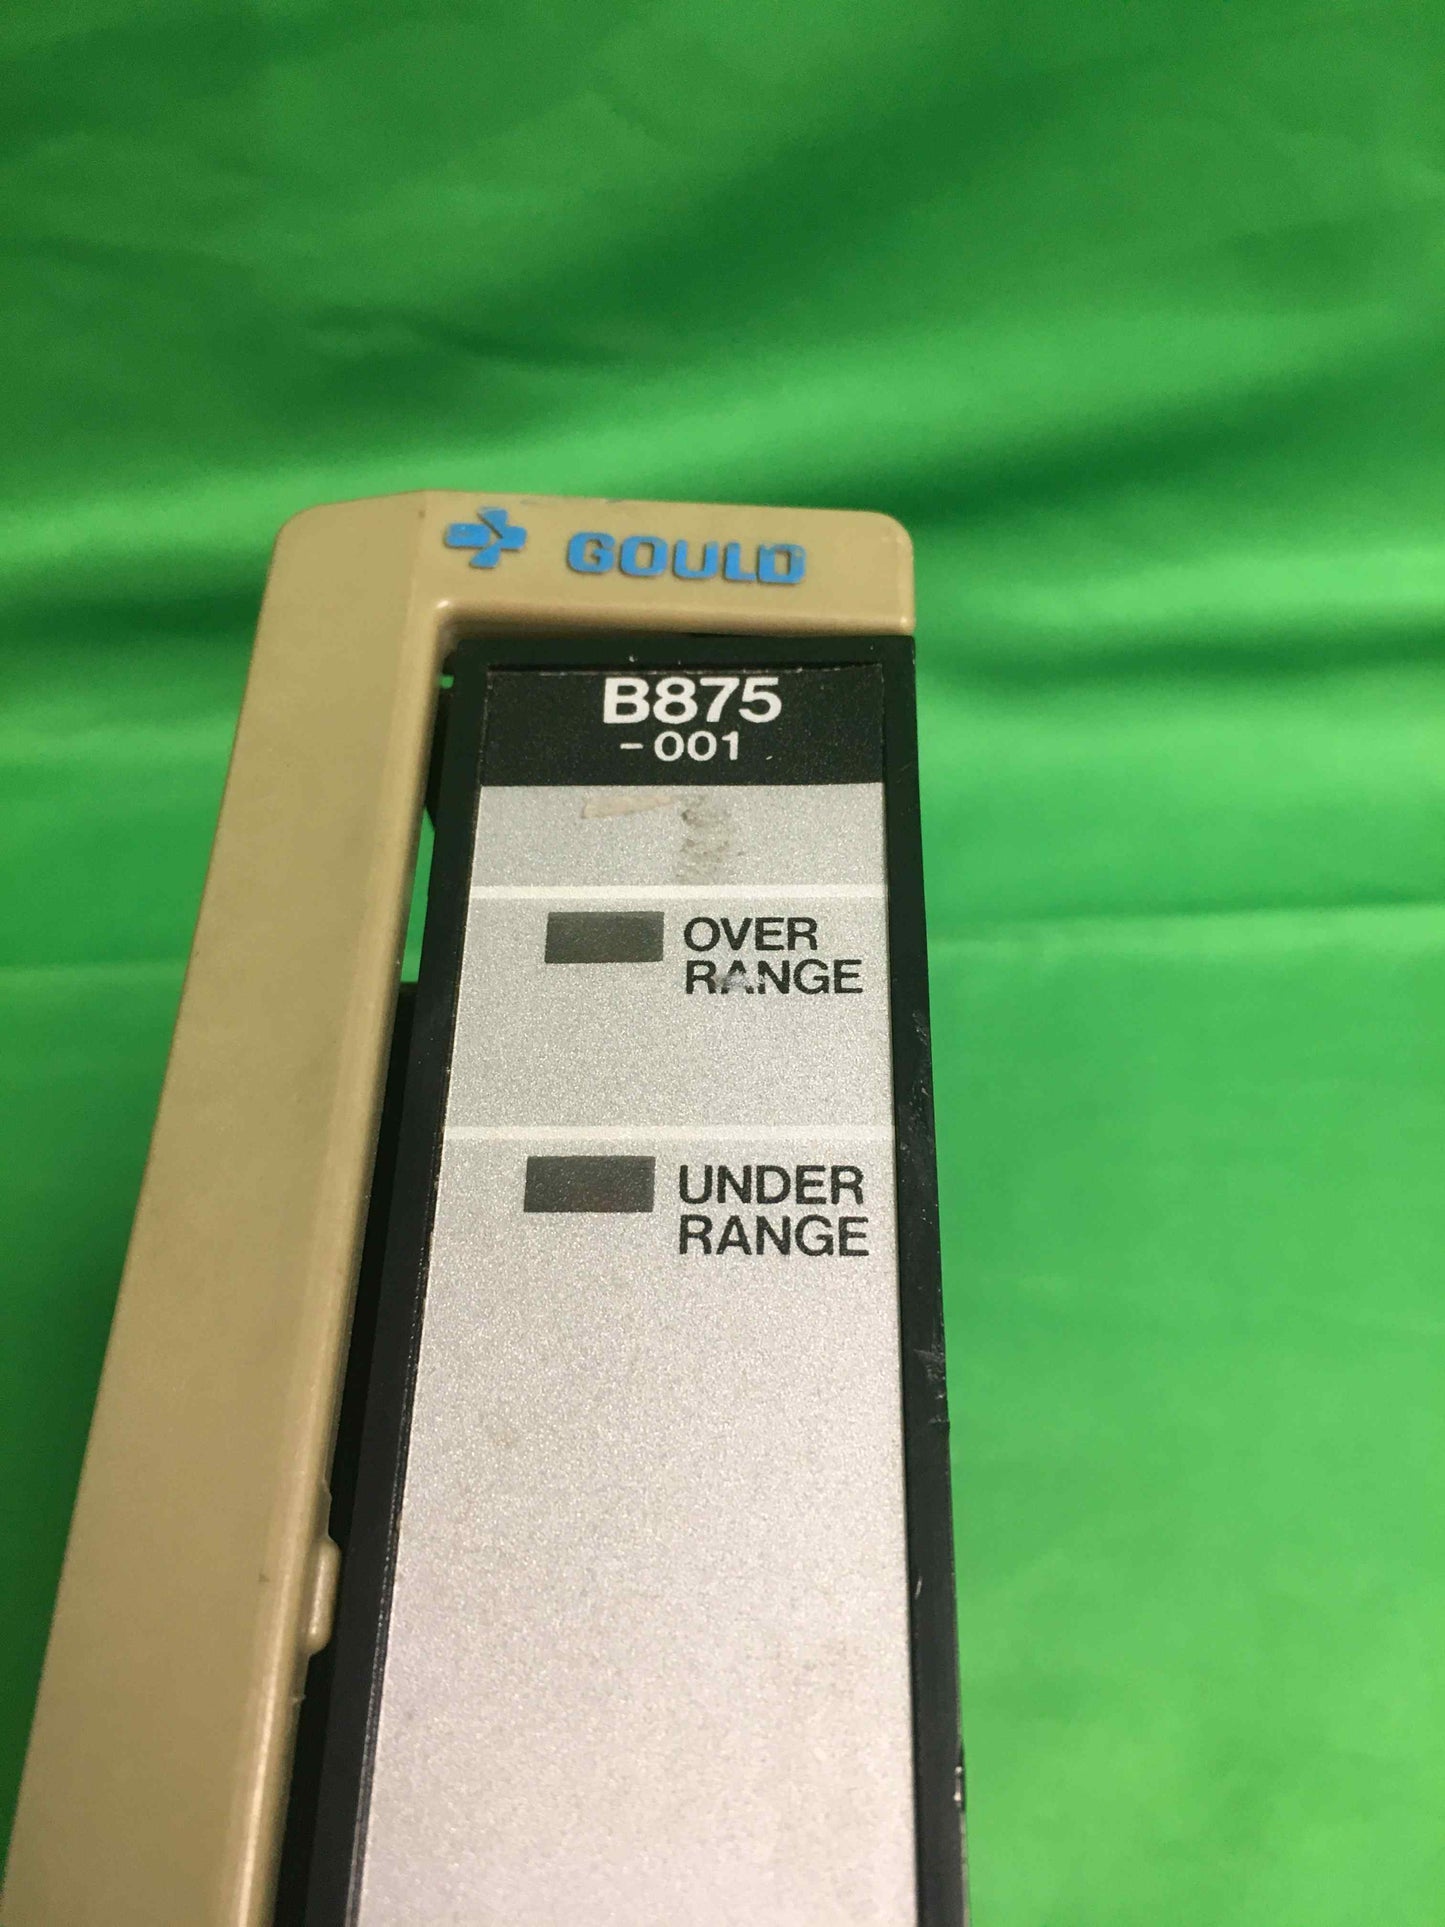 GOULD
B875
-001
OVER
RANGE
UNDER
RANGE